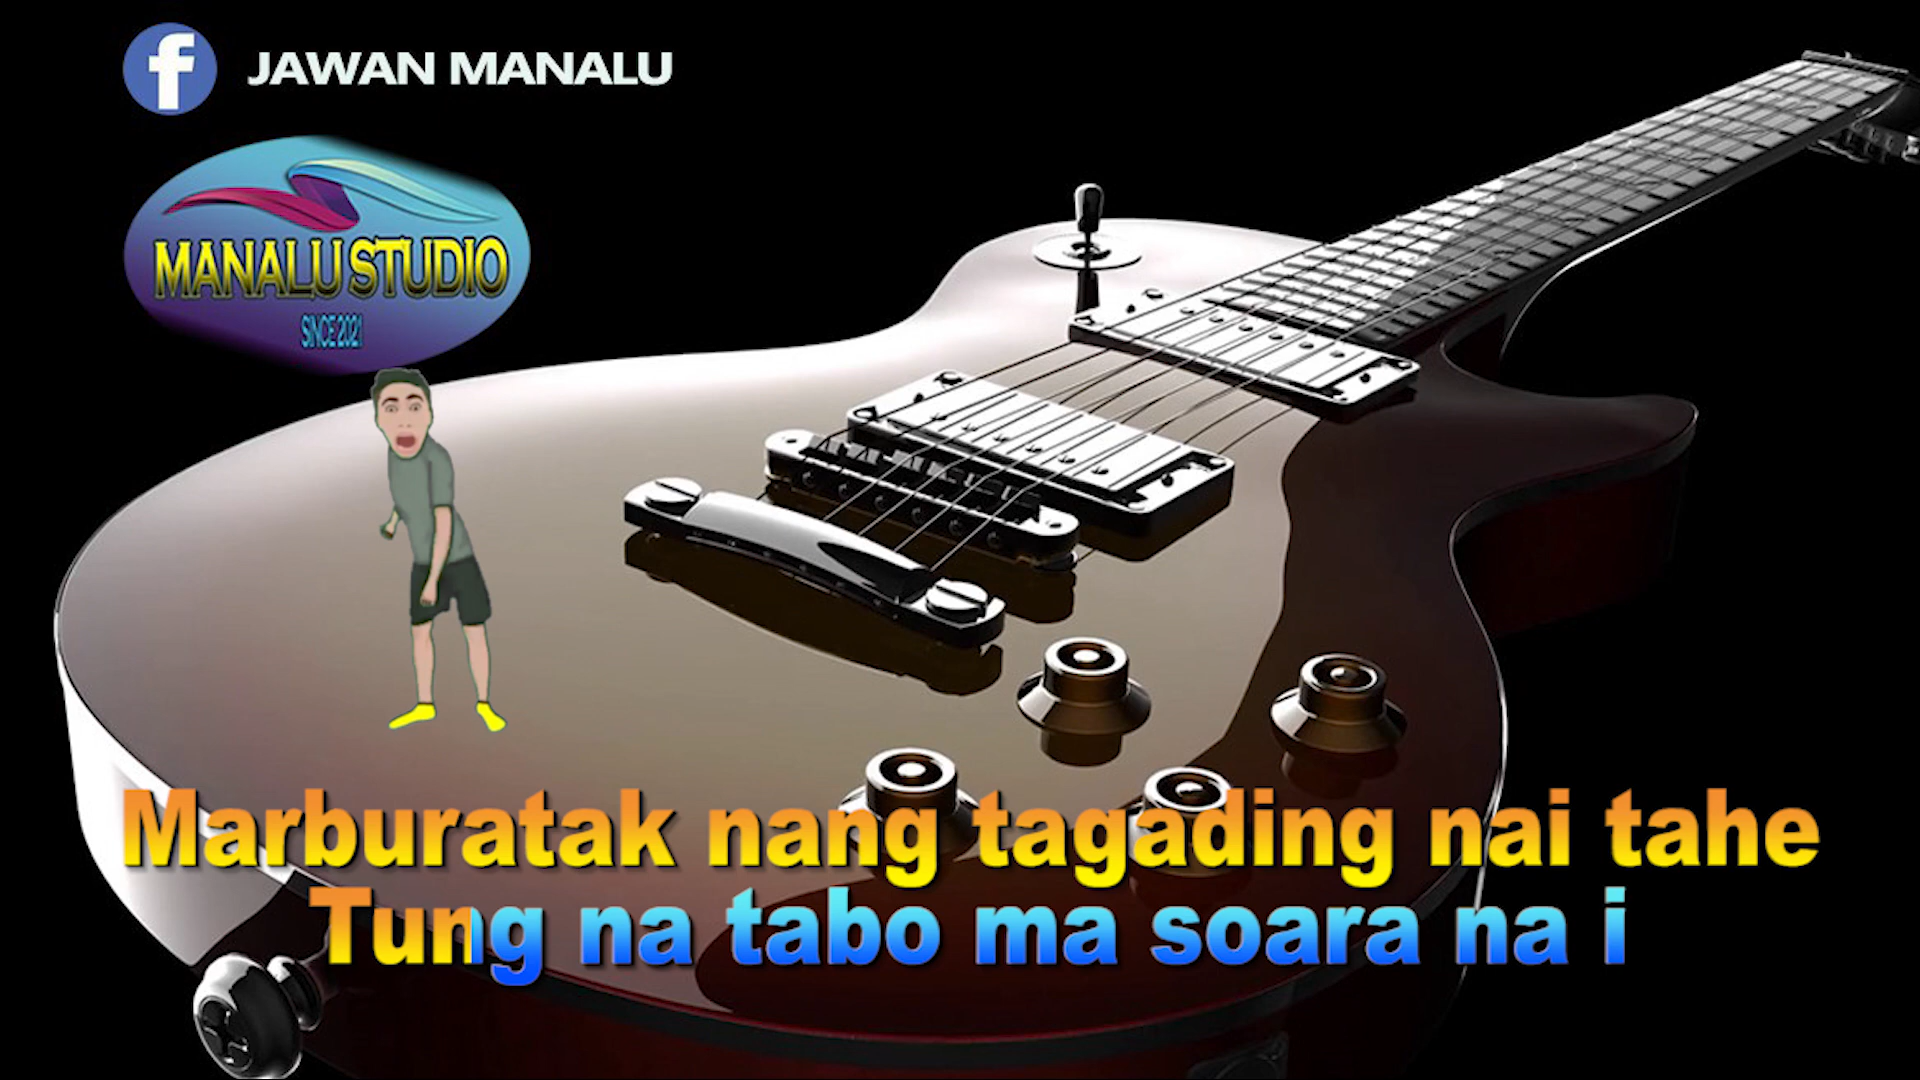 f JAWAN MANALU
MANALU STUDIO
SINCE 2021
Marburatak nang tagading nai tahe
Tung na tabo ma soara na i